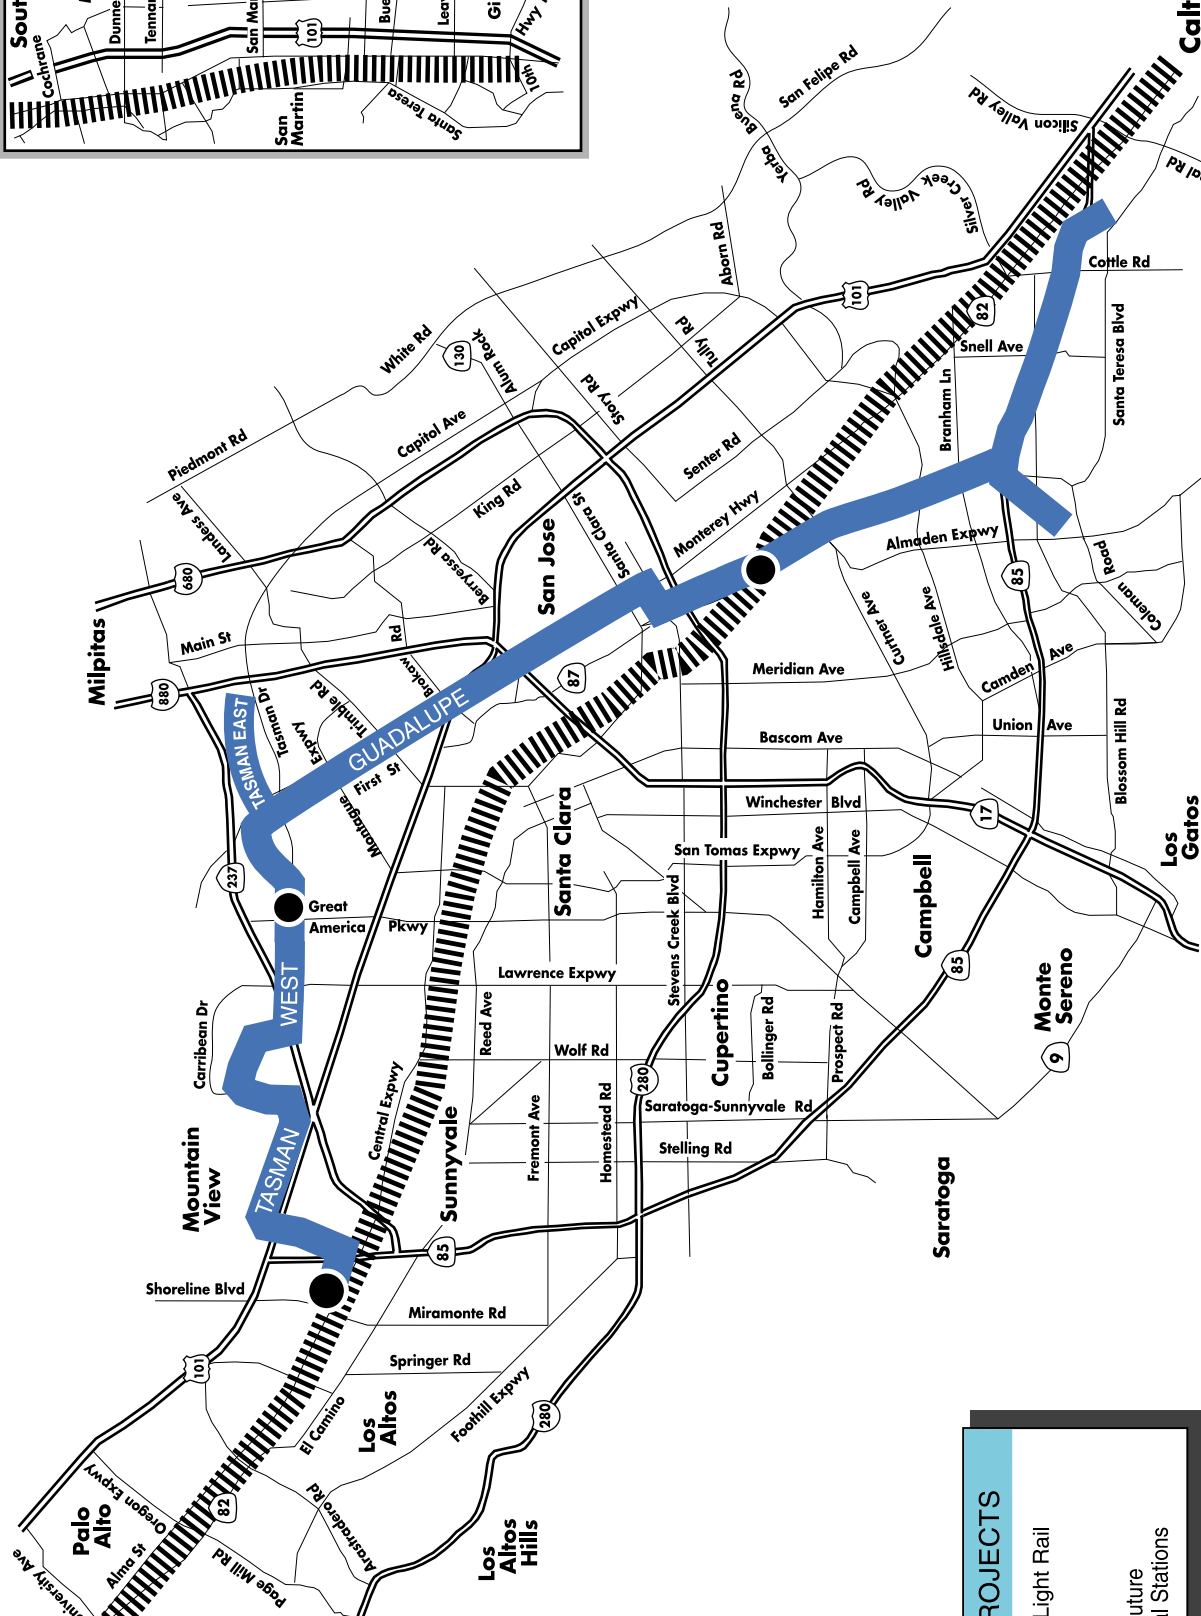 Cochrane
Dunne
San Martin
101
Hwy
10th
Santa Teresa
San
Martin
Buena Rd
Yerba
San Felipe Rd
Silicon Valley Rd
Silver Creek
Valley Rd
Aborn Rd
Cottle Rd
101
82
Snell Ave
Santa Teresa Blvd
Branham Ln
White Rd
130
Alum Rock
Capitol Expwy
Tully Rd
Story Rd
Capitol Ave
Piedmont Rd
Senter Rd
King Rd
Landess Ave
Santa Clara St
Monterey Hwy
Berryessa Rd
San Jose
Almaden Expwy
680
85
Road
Coleman
Milpitas
Main St
Brokaw
Rd
Curtner Ave
Hillsdale Ave
Camden
Ave
Meridian Ave
880
87
TASMAN EAST
Tasman Dr
Trimble Rd
Montague
Expwy
GUADALUPE
First St
Union Ave
Bascom Ave
Blossom Hill Rd
Winchester Blvd
17
Los
Gatos
San Tomas Expwy
Hamilton Ave
Campbell Ave
Santa Clara
Campbell
237
Great
America Pkwy
Stevens Creek Blvd
Lawrence Expwy
85
Monte
Sereno
WEST
Carribean Dr
Reed Ave
Cupertino
Bollinger Rd
Prospect Rd
Wolf Rd
9
280
Central Expwy
Fremont Ave
Homestead Rd
Saratoga-Sunnyvale Rd
Stelling Rd
Sunnyvale
Mountain
View
TASMAN
Saratoga
85
Shoreline Blvd
Miramonte Rd
Springer Rd
101
El Camino
Los
Altos
Foothill Expwy
280
Oregon Expwy
Palo
Alto
82
Arastradero Rd
Alma St
Page Mill Rd
Los
Altos
Hills
Light Rail